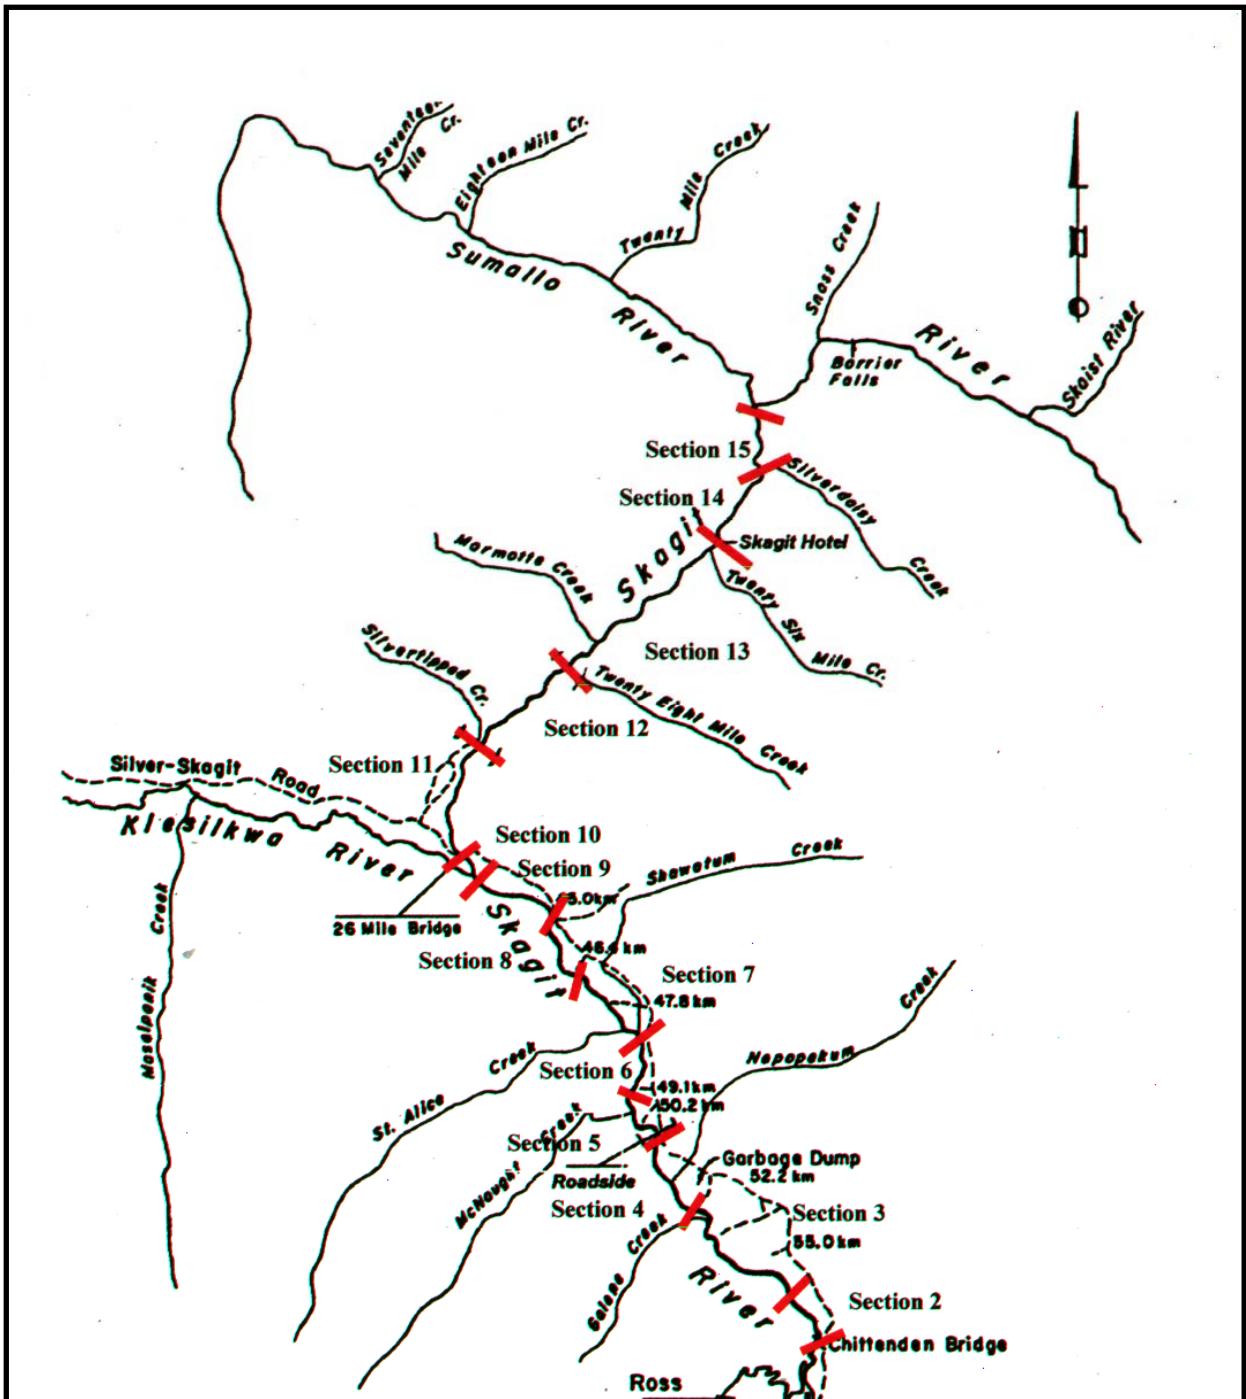 Seventeen
Mile Cr.
Eighteen Mile Cr.
Twenty Mile Creek
Snass Creek
Sumallo River
River
Skaist River
Barrier
Falls
Section 15
Silverdaisy Creek
Section 14
Skagit
Skagit Hotel
Marmotte Creek
Twenty Six Mile Cr.
Silvertipped Cr.
Section 13
Twenty Eight Mile Creek
Section 12
Section 11
Silver-Skagit Road
Klesilkwa River
Section 10
Section 9
Shawatum Creek
26 Mile Bridge
Skagit
Section 8
Section 7
47.8 km
Maselpanik Creek
Nepopekum Creek
St. Alice Creek
Section 6
49.1 km
50.2 km
McNaught Creek
Section 5
Roadside
Garbage Dump
52.2 km
Section 4
Section 3
55.0 km
Galene Creek
River
Section 2
Chittenden Bridge
Ross